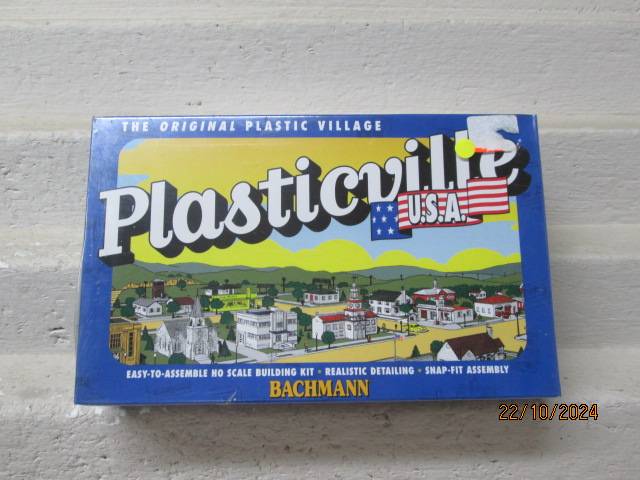 THE ORIGINAL PLASTIC VILLAGE
Plasticville
U.S.A.
EASY-TO-ASSEMBLE HO SCALE BUILDING KIT • REALISTIC DETAILING • SNAP-FIT ASSEMBLY
BACHMANN
22/10/2024